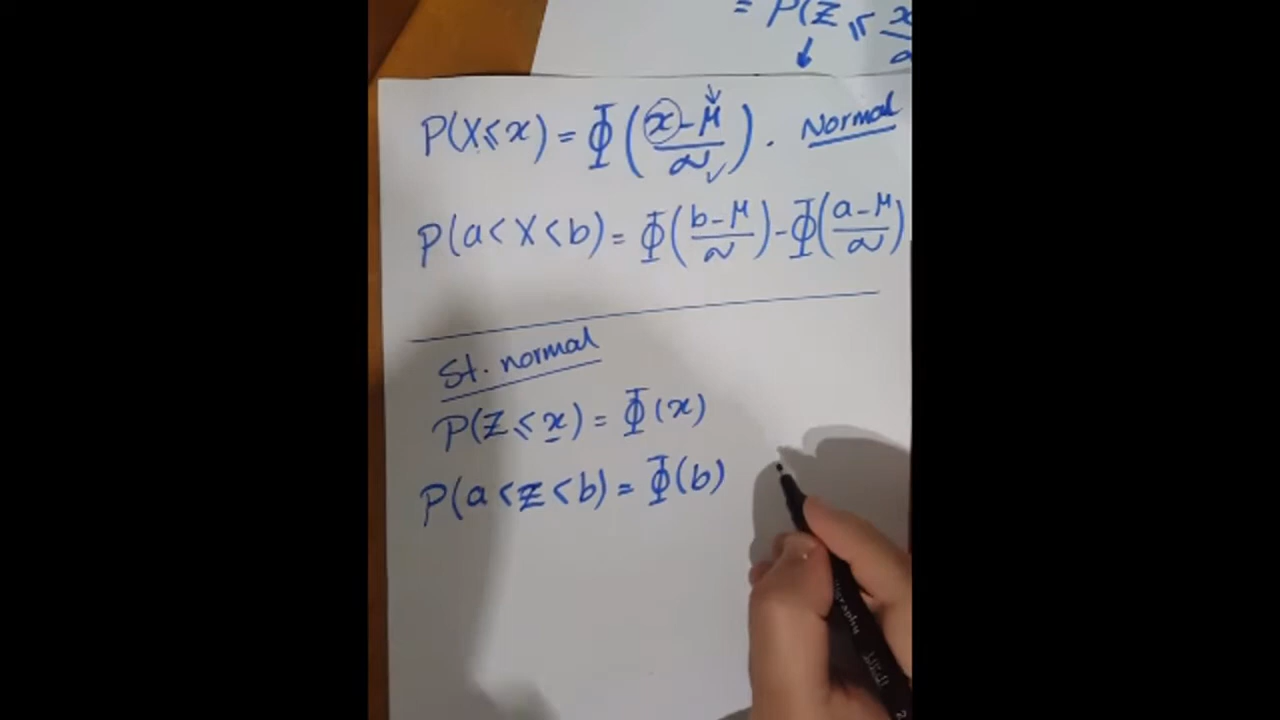 = P(Z ≤ x
P(X ≤ x) = Φ(x - μ / σ). Normal
P(a < X < b) = Φ(b - μ / σ) - Φ(a - μ / σ)
St. normal
P(Z ≤ x) = Φ(x)
P(a < Z < b) = Φ(b)